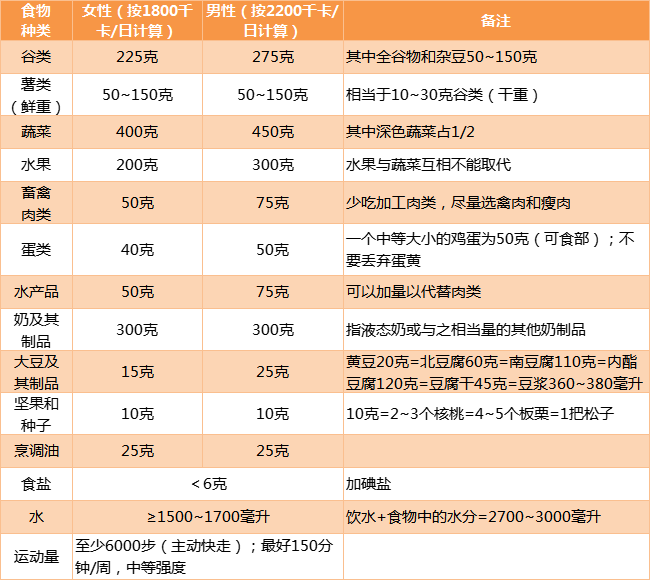 食物 女性（按1800千 男性（按2200千卡/ 备注
种类 卡/日计算） 日计算）
谷类 225克 275克 其中全谷物和杂豆50~150克
薯类
（鲜重） 50~150克 50~150克 相当于10~30克谷类（干重）
蔬菜 400克 450克 其中深色蔬菜占1/2
水果 200克 300克 水果与蔬菜互相不能取代
畜禽
肉类 50克 75克 少吃加工肉类，尽量选禽肉和瘦肉
蛋类 40克 50克 一个中等大小的鸡蛋为50克（可食部）；不
要丢弃蛋黄
水产品 50克 75克 可以加量以代替肉类
奶及其
制品 300克 300克 指液态奶或与之相当量的其他奶制品
大豆及
其制品 15克 25克 黄豆20克=北豆腐60克=南豆腐110克=内酯
豆腐120克=豆腐干45克=豆浆360~380毫升
坚果和
种子 10克 10克 10克=2~3个核桃=4~5个板栗=1把松子
烹调油 25克 25克
食盐 ＜6克 加碘盐
水 ≥1500~1700毫升 饮水+食物中的水分=2700~3000毫升
运动量 至少6000步（主动快走）；最好150分
钟/周，中等强度